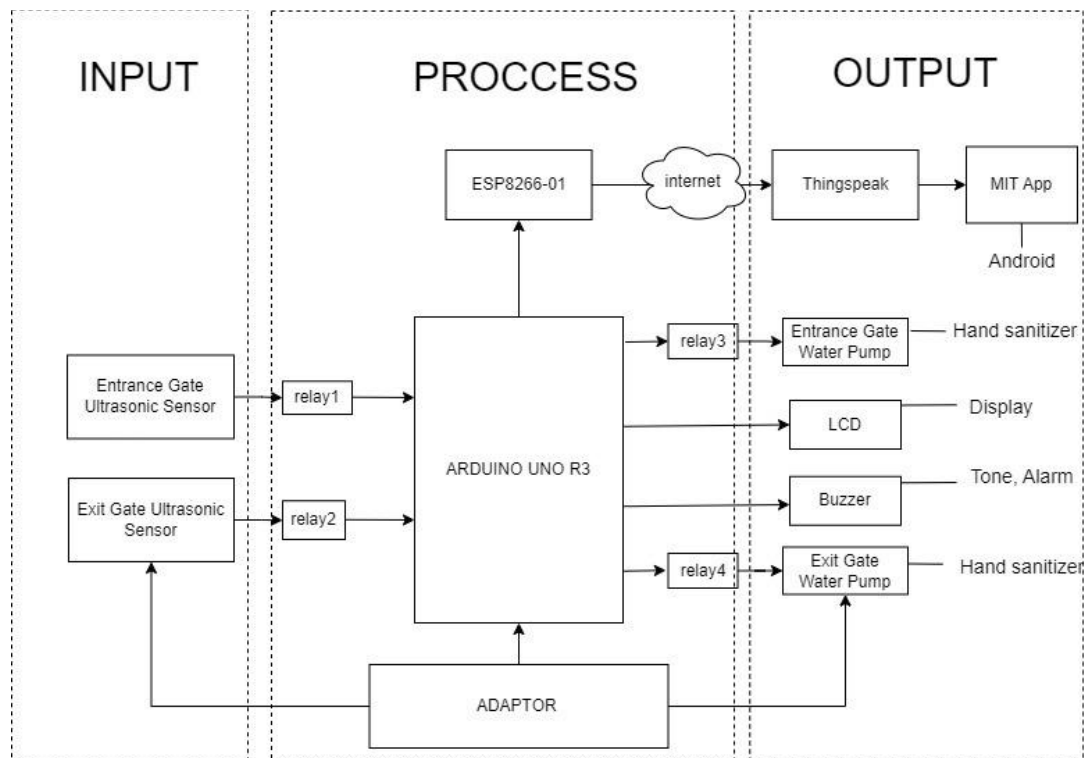 INPUT
PROCCESS
OUTPUT
ESP8266-01
internet
Thingspeak
MIT App
Android
Entrance Gate
Ultrasonic Sensor
relay1
Exit Gate Ultrasonic
Sensor
relay2
ARDUINO UNO R3
relay3
Entrance Gate
Water Pump
Hand sanitizer
LCD
Display
Buzzer
Tone, Alarm
relay4
Exit Gate
Water Pump
Hand sanitizer
ADAPTOR